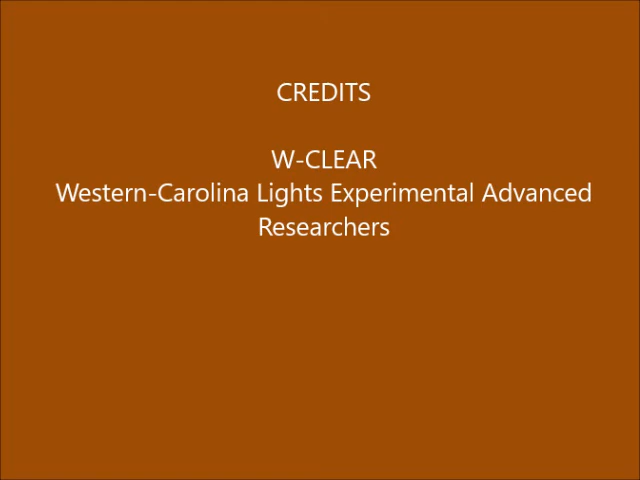 CREDITS
W-CLEAR
Western-Carolina Lights Experimental Advanced
Researchers